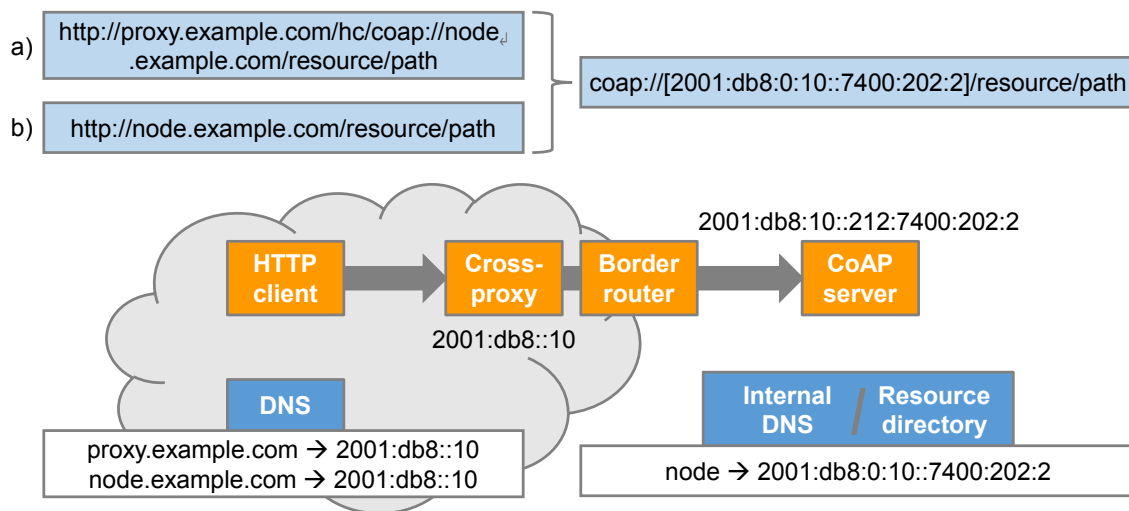 a)
http://proxy.example.com/hc/coap://node↲
.example.com/resource/path
coap://[2001:db8:0:10::7400:202:2]/resource/path
b)
http://node.example.com/resource/path
2001:db8:10::212:7400:202:2
HTTP
client
Cross-
proxy
Border
router
CoAP
server
2001:db8::10
DNS
proxy.example.com → 2001:db8::10
node.example.com → 2001:db8::10
Internal
DNS
/
Resource
directory
node → 2001:db8:0:10::7400:202:2